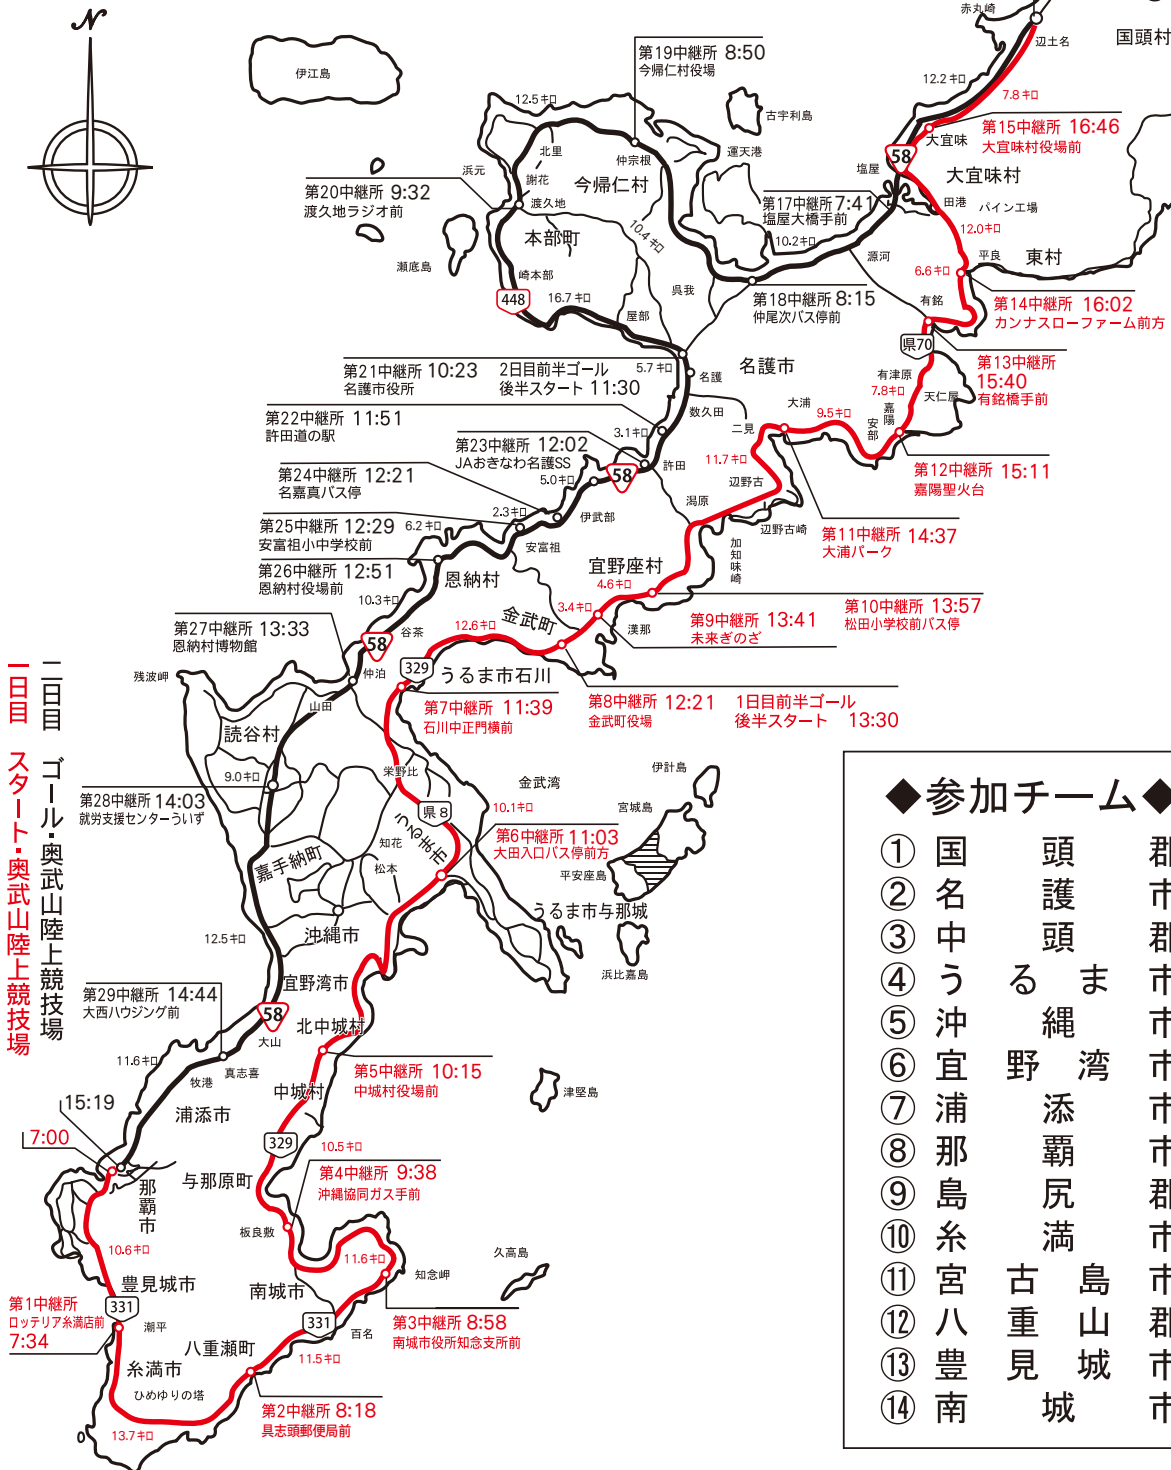 N
赤丸崎
国頭村
辺土名
伊江島
第19中継所 8:50
今帰仁村役場
12.2キロ
7.8キロ
12.5キロ
古宇利島
大宜味
第15中継所 16:46
大宜味村役場前
北里
仲宗根
運天港
58
塩屋
浜元
謝花
今帰仁村
大宜味村
第20中継所 9:32
渡久地ラジオ前
渡久地
第17中継所 7:41
塩屋大橋手前
田港
パイン工場
10.4キロ
12.0キロ
本部町
10.2キロ
源河
平良
東村
瀬底島
崎本部
6.6キロ
448
16.7キロ
呉我
第18中継所 8:15
仲尾次バス停前
有銘
第14中継所 16:02
カンナスローファーム前方
屋部
県70
第21中継所 10:23
名護市役所
2日目前半ゴール
後半スタート 11:30
5.7キロ
名護
名護市
第13中継所
15:40
有銘橋手前
有津原
7.8キロ
天仁屋
第22中継所 11:51
許田道の駅
数久田
大浦
9.5キロ
嘉陽
安部
二見
3.1キロ
第23中継所 12:02
JAおきなわ名護SS
第24中継所 12:21
名嘉真バス停
5.0キロ
58
許田
11.7キロ
辺野古
第12中継所 15:11
嘉陽聖火台
潟原
2.3キロ
伊武部
辺野古崎
第25中継所 12:29
安富祖小中学校前
6.2キロ
安富祖
加知味崎
第11中継所 14:37
大浦パーク
第26中継所 12:51
恩納村役場前
恩納村
宜野座村
4.6キロ
10.3キロ
3.4キロ
第10中継所 13:57
松田小学校前バス停
第27中継所 13:33
恩納村博物館
谷茶
12.6キロ
金武町
漢那
第9中継所 13:41
未来ぎのざ
58
329
仲泊
うるま市石川
残波岬
山田
第7中継所 11:39
石川中正門横前
第8中継所 12:21
金武町役場
1日目前半ゴール
後半スタート 13:30
二日目 ゴール・奥武山陸上競技場
一日目 スタート・奥武山陸上競技場
読谷村
9.0キロ
栄野比
金武湾
伊計島
第28中継所 14:03
就労支援センターういず
県8
10.1キロ
宮城島
うるま市
第6中継所 11:03
大田入口バス停前方
知花
嘉手納町
松本
平安座島
うるま市与那城
沖縄市
12.5キロ
浜比嘉島
宜野湾市
第29中継所 14:44
大西ハウジング前
58
北中城村
大山
11.6キロ
真志喜
第5中継所 10:15
中城村役場前
牧港
中城村
津堅島
15:19
浦添市
7:00
329
10.5キロ
第4中継所 9:38
沖縄協同ガス手前
与那原町
那覇市
板良敷
10.6キロ
11.6キロ
久高島
知念岬
豊見城市
南城市
第1中継所
ロッテリア糸満店前
7:34
331
331
第3中継所 8:58
南城市役所知念支所前
潮平
百名
八重瀬町
11.5キロ
糸満市
ひめゆりの塔
第2中継所 8:18
具志頭郵便局前
13.7キロ
◆参加チーム◆
①国頭郡
②名護市
③中頭郡
④うるま市
⑤沖縄市
⑥宜野湾市
⑦浦添市
⑧那覇市
⑨島尻郡
⑩糸満市
⑪宮古島市
⑫八重山郡
⑬豊見城市
⑭南城市